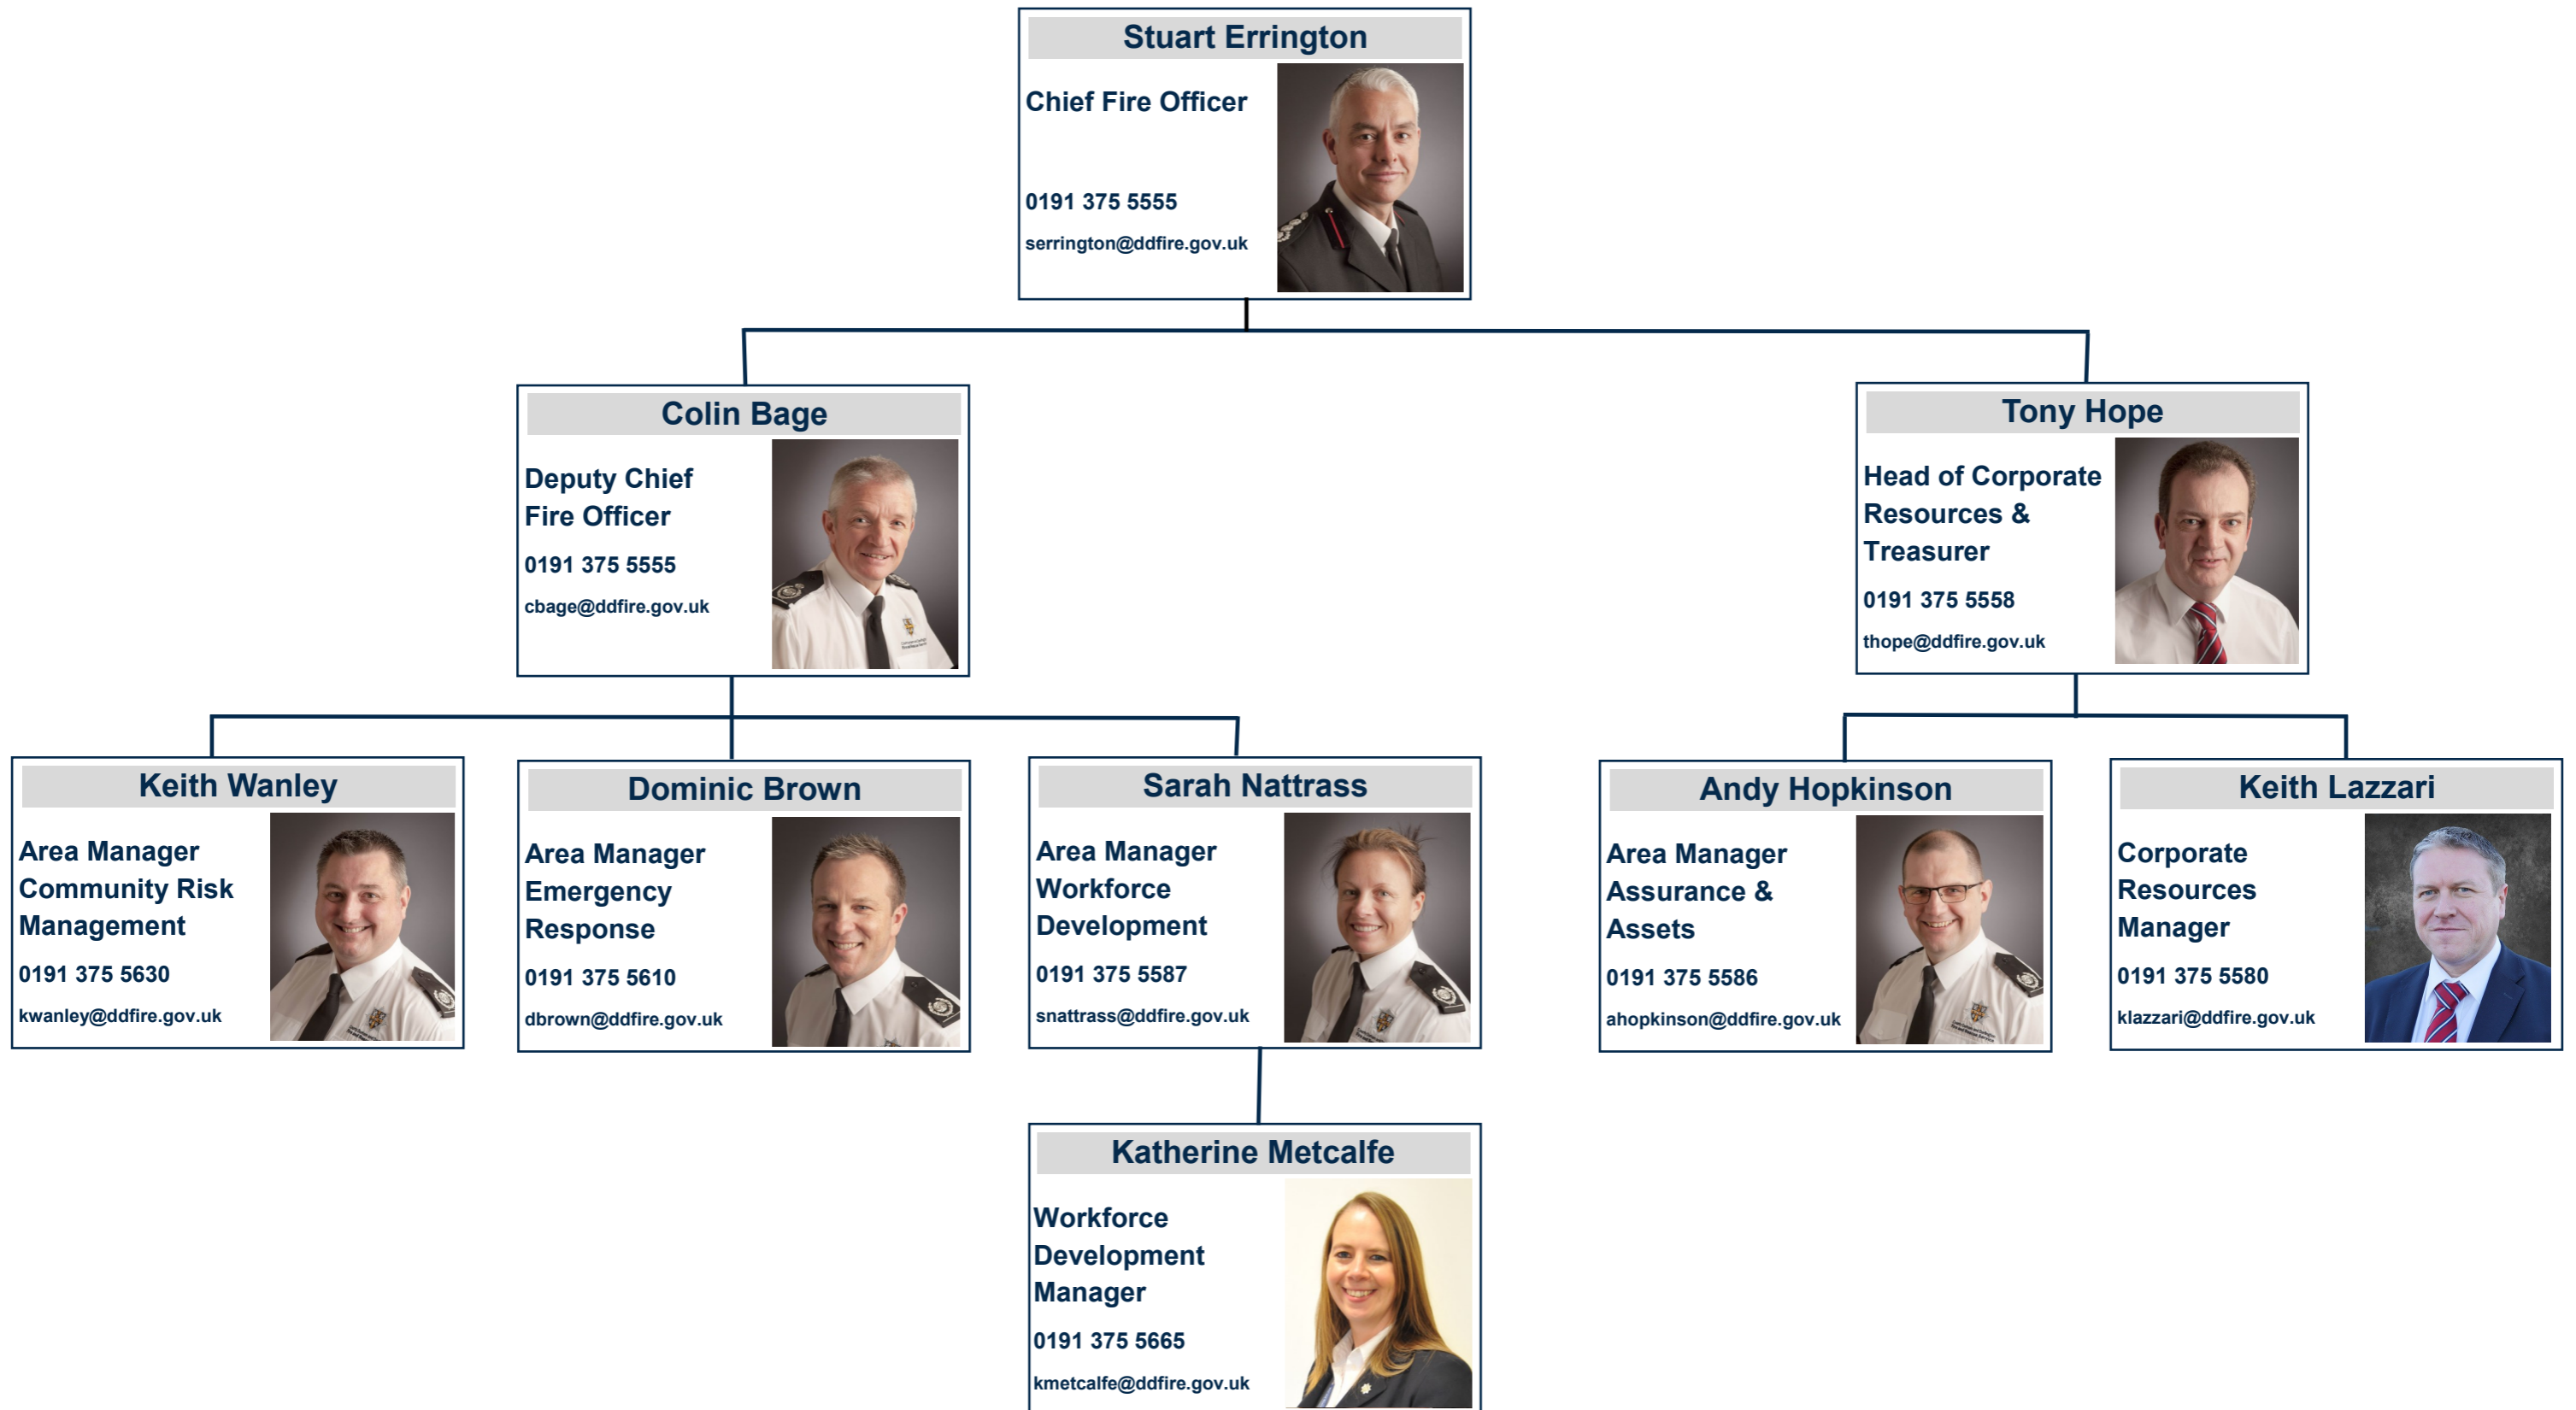 Stuart Errington
Chief Fire Officer
0191 375 5555
serrington@ddfire.gov.uk
Colin Bage
Deputy Chief
Fire Officer
0191 375 5555
cbage@ddfire.gov.uk
Tony Hope
Head of Corporate
Resources &
Treasurer
0191 375 5558
thope@ddfire.gov.uk
Keith Wanley
Area Manager
Community Risk
Management
0191 375 5630
kwanley@ddfire.gov.uk
Dominic Brown
Area Manager
Emergency
Response
0191 375 5610
dbrown@ddfire.gov.uk
Sarah Nattrass
Area Manager
Workforce
Development
0191 375 5587
snattrass@ddfire.gov.uk
Andy Hopkinson
Area Manager
Assurance &
Assets
0191 375 5586
ahopkinson@ddfire.gov.uk
Keith Lazzari
Corporate
Resources
Manager
0191 375 5580
klazzari@ddfire.gov.uk
Katherine Metcalfe
Workforce
Development
Manager
0191 375 5665
kmetcalfe@ddfire.gov.uk